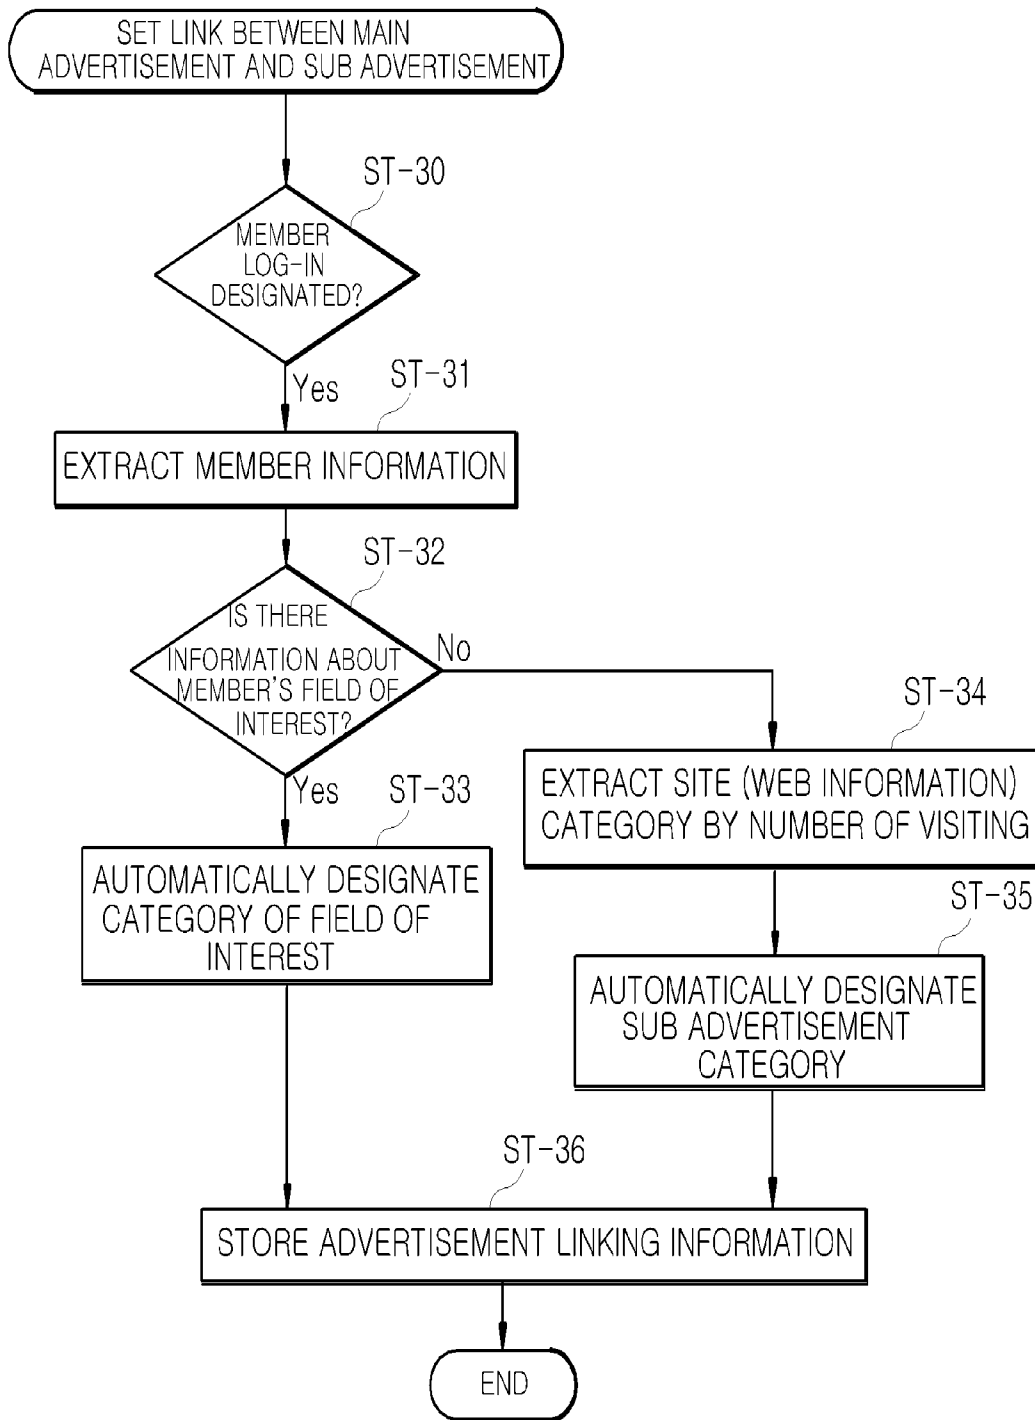 SET LINK BETWEEN MAIN
ADVERTISEMENT AND SUB ADVERTISEMENT
ST-30
MEMBER
LOG-IN
DESIGNATED?
Yes
ST-31
EXTRACT MEMBER INFORMATION
ST-32
IS THERE
INFORMATION ABOUT
MEMBER'S FIELD OF
INTEREST?
No
Yes
ST-33
AUTOMATICALLY DESIGNATE
CATEGORY OF FIELD OF
INTEREST
ST-34
EXTRACT SITE (WEB INFORMATION)
CATEGORY BY NUMBER OF VISITING
ST-35
AUTOMATICALLY DESIGNATE
SUB ADVERTISEMENT
CATEGORY
ST-36
STORE ADVERTISEMENT LINKING INFORMATION
END